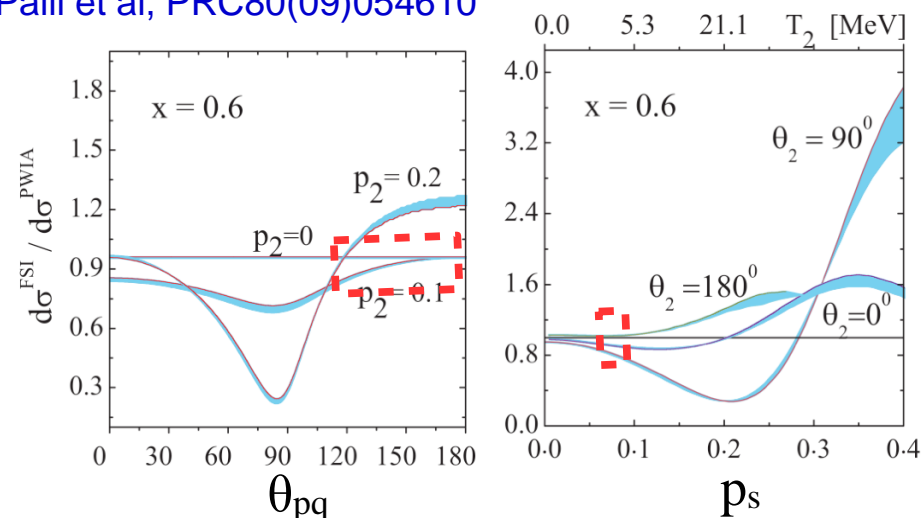 Palli et al, PRC80(09)054610
x = 0.6
p2= 0.2
p2=0
p2= 0.1
dσFSI / dσPWIA
1.8
1.5
1.2
0.9
0.6
0.3
0 30 60 90 120 150 180
θpq
0.0 5.3 21.1 T2 [MeV]
x = 0.6
θ2 = 90⁰
θ2 =180⁰
θ2=0⁰
4.0
3.2
2.4
1.6
0.8
0.0
0.0 0.1 0.2 0.3 0.4
ps